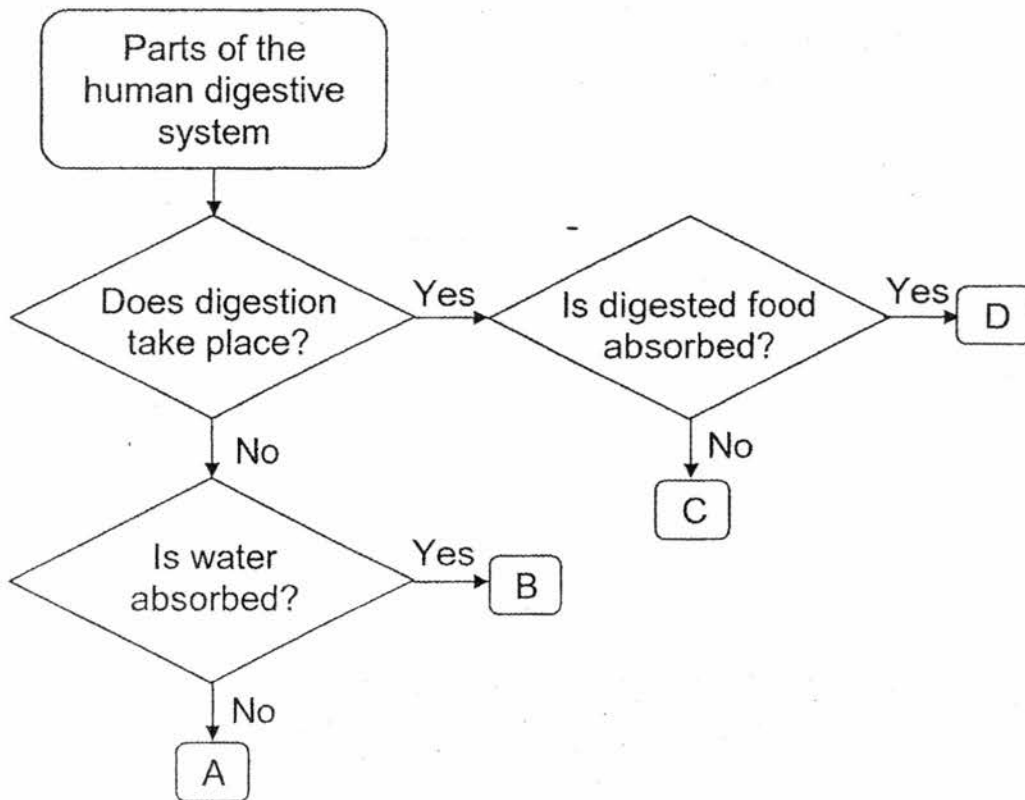 Parts of the
human digestive
system
Does digestion
take place?
Yes
Is digested food
absorbed?
Yes
D
No
C
No
Is water
absorbed?
Yes
B
No
A